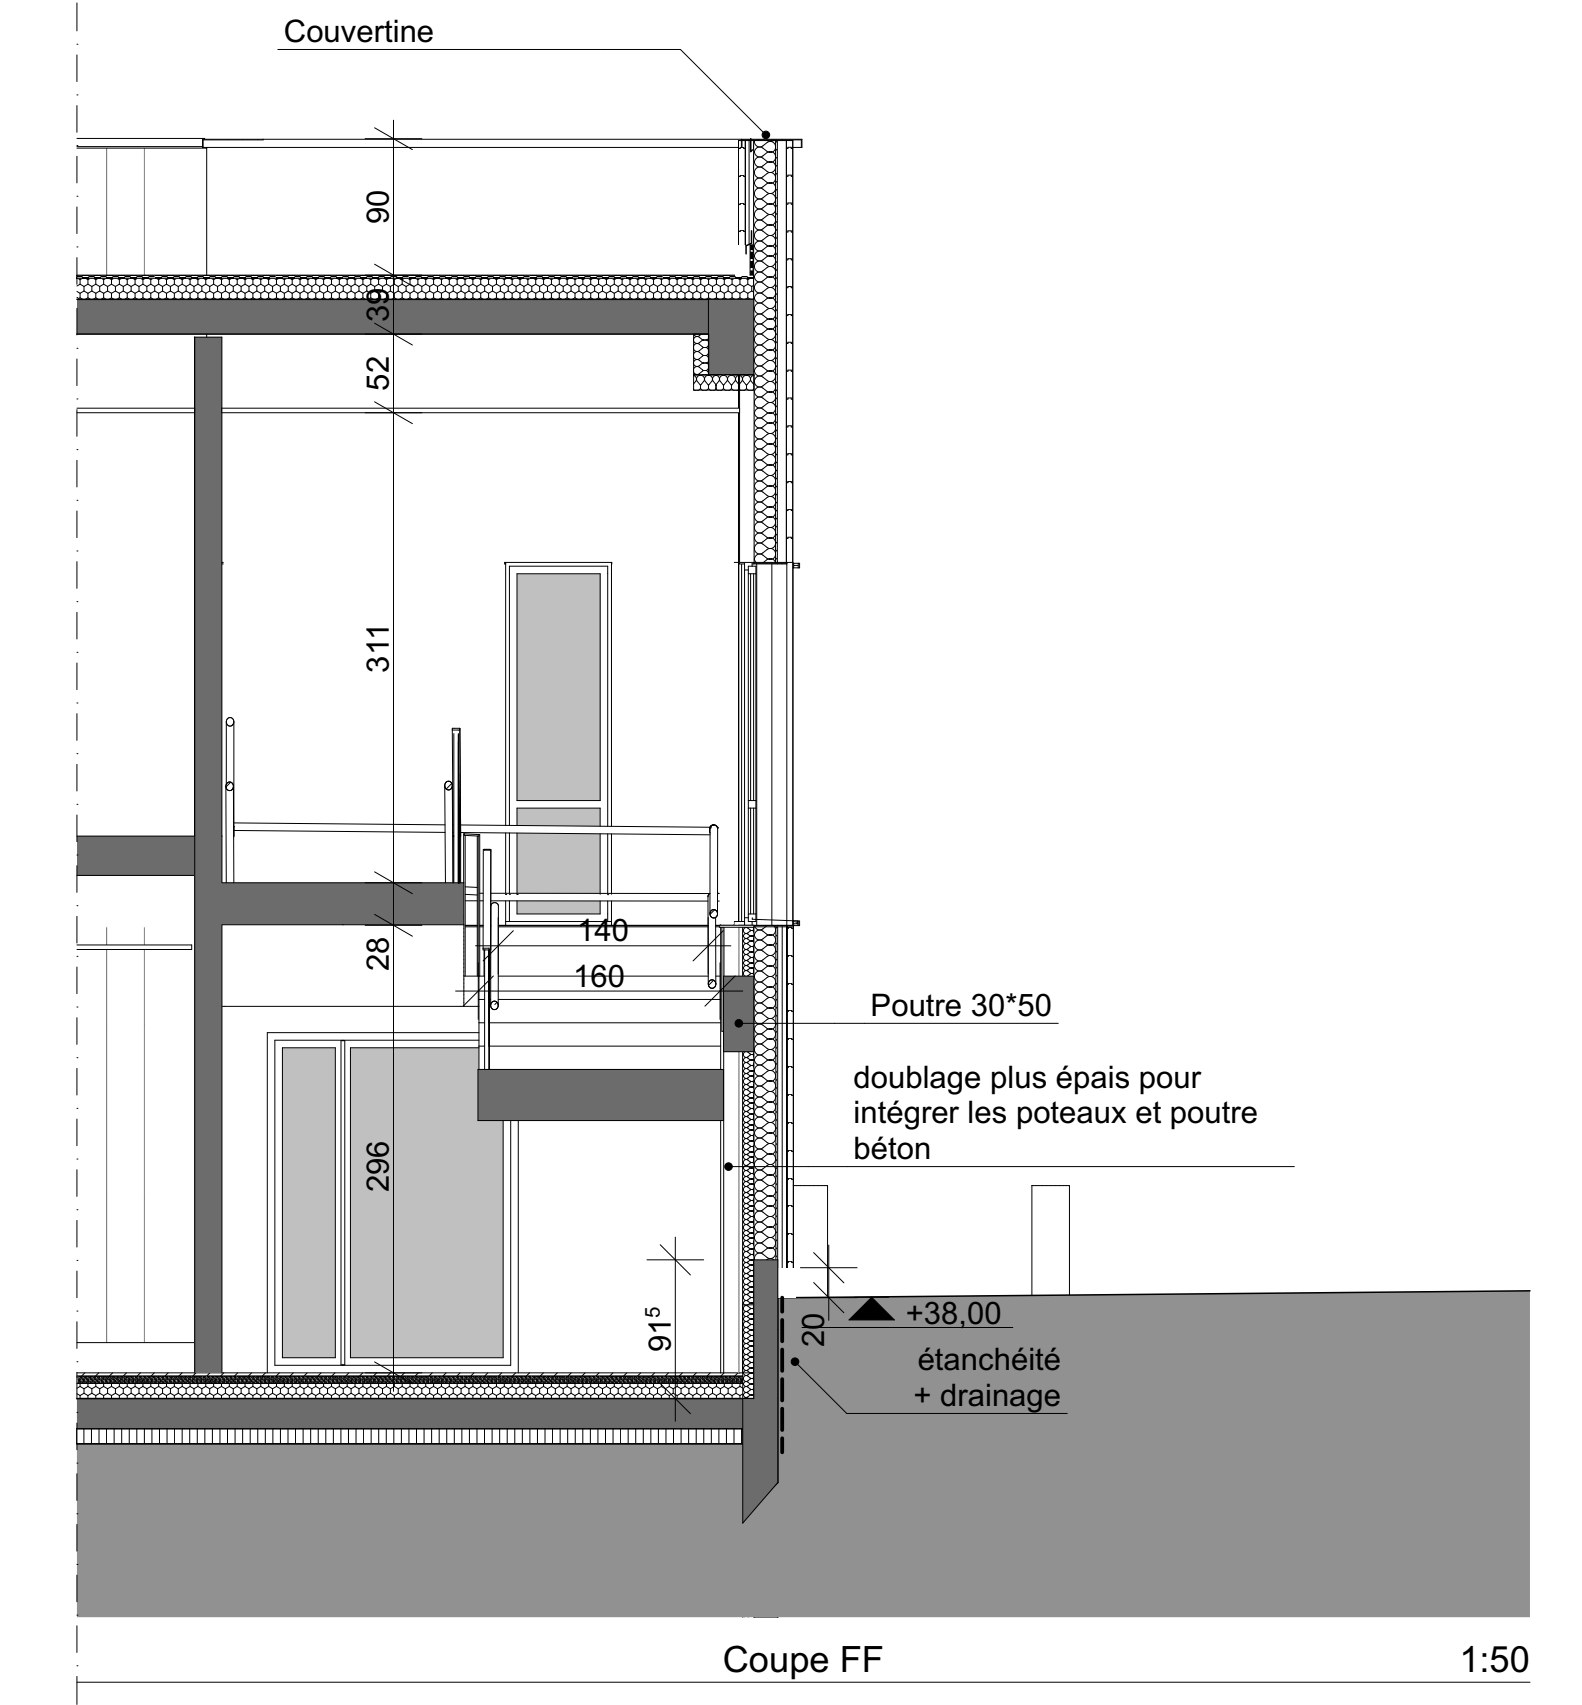 Couvertine
90
39
52
311
28
140
160
Poutre 30*50
doublage plus épais pour
intégrer les poteaux et poutre
béton
296
91⁵
20
+38,00
étanchéité
+ drainage
Coupe FF
1:50